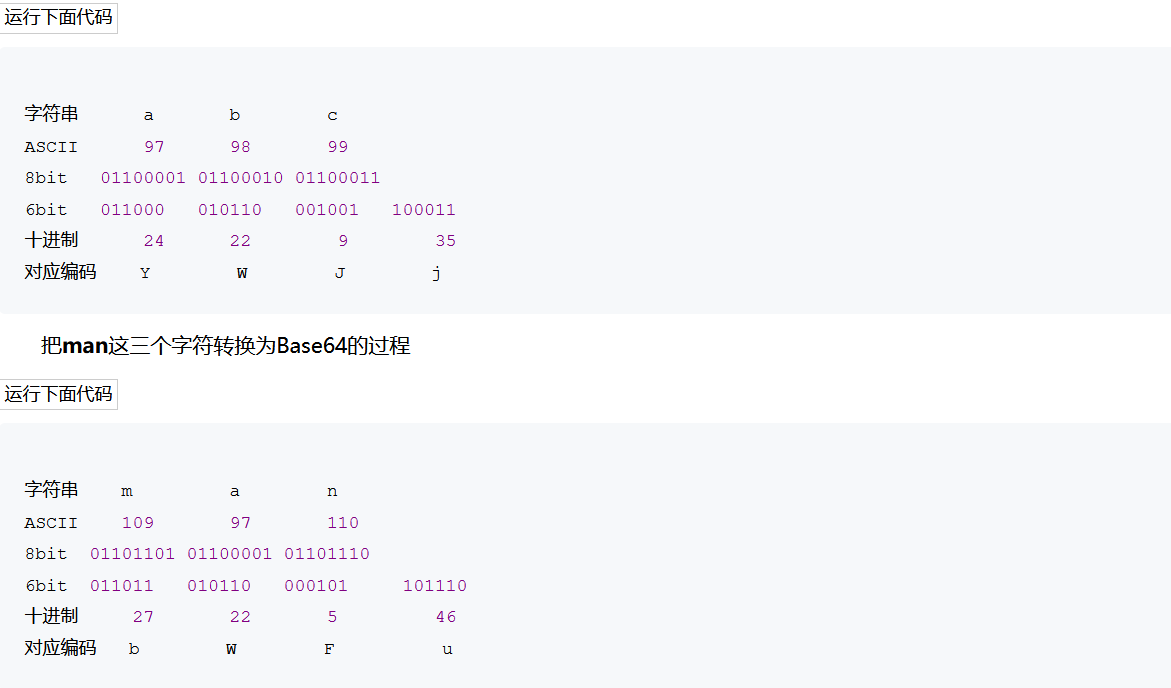 运行下面代码
字符串 a b c
ASCII 97 98 99
8bit 01100001 01100010 01100011
6bit 011000 010110 001001 100011
十进制 24 22 9 35
对应编码 Y W J j
把man这三个字符转换为Base64的过程
运行下面代码
字符串 m a n
ASCII 109 97 110
8bit 01101101 01100001 01101110
6bit 011011 010110 000101 101110
十进制 27 22 5 46
对应编码 b W F u